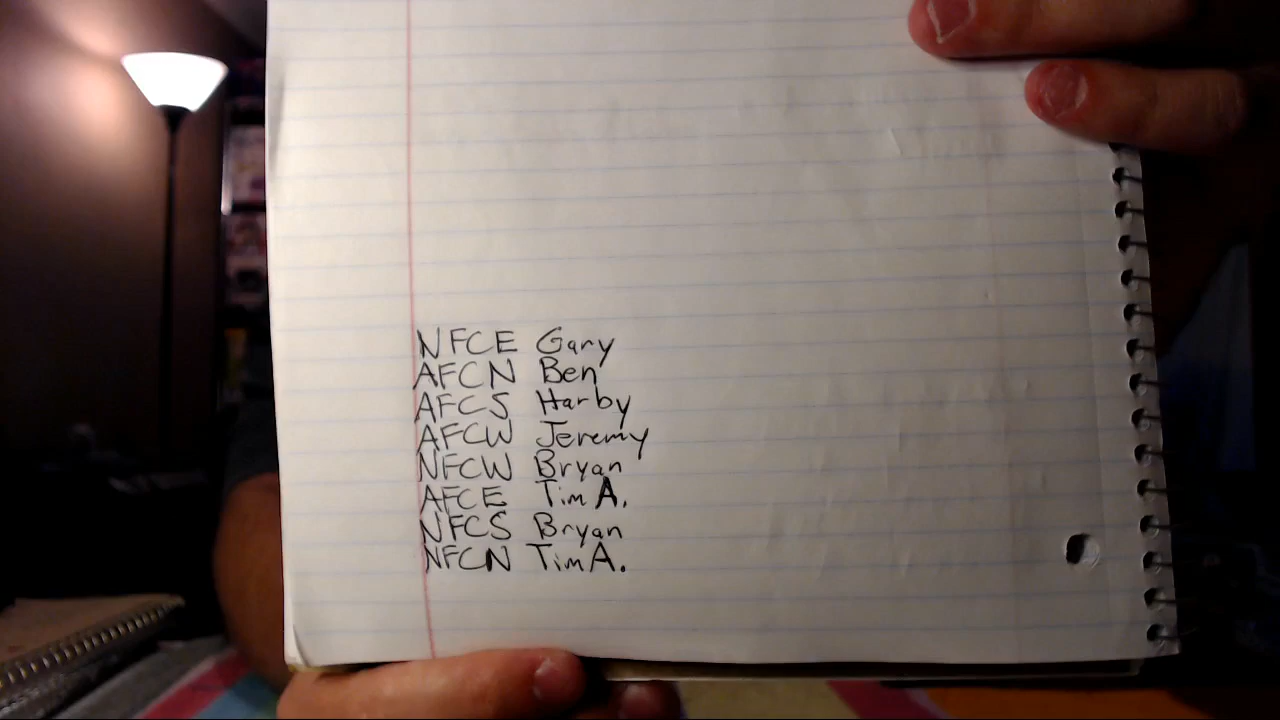 NFCE Gary
AFCN Ben
AFCS Harby
AFCW Jeremy
NFCW Bryan
AFCE Tim A.
NFCS Bryan
NFCN Tim A.